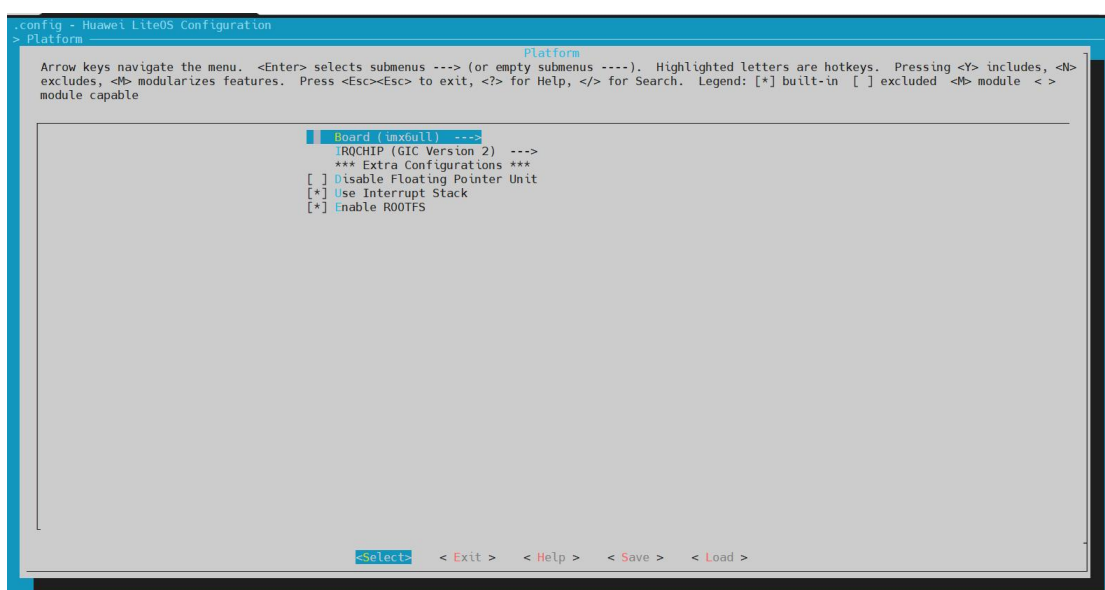 .config - Huawei LiteOS Configuration
> Platform
Platform
Arrow keys navigate the menu.  <Enter> selects submenus ---> (or empty submenus ----).  Highlighted letters are hotkeys.  Pressing <Y> includes, <N>
excludes, <M> modularizes features.  Press <Esc><Esc> to exit, <?> for Help, </> for Search.  Legend: [*] built-in  [ ] excluded  <M> module  < >
module capable
Board (imx6ull)  --->
IRQCHIP (GIC Version 2)  --->
*** Extra Configurations ***
[ ] Disable Floating Pointer Unit
[*] Use Interrupt Stack
[*] Enable ROOTFS
<Select>    < Exit >    < Help >    < Save >    < Load >